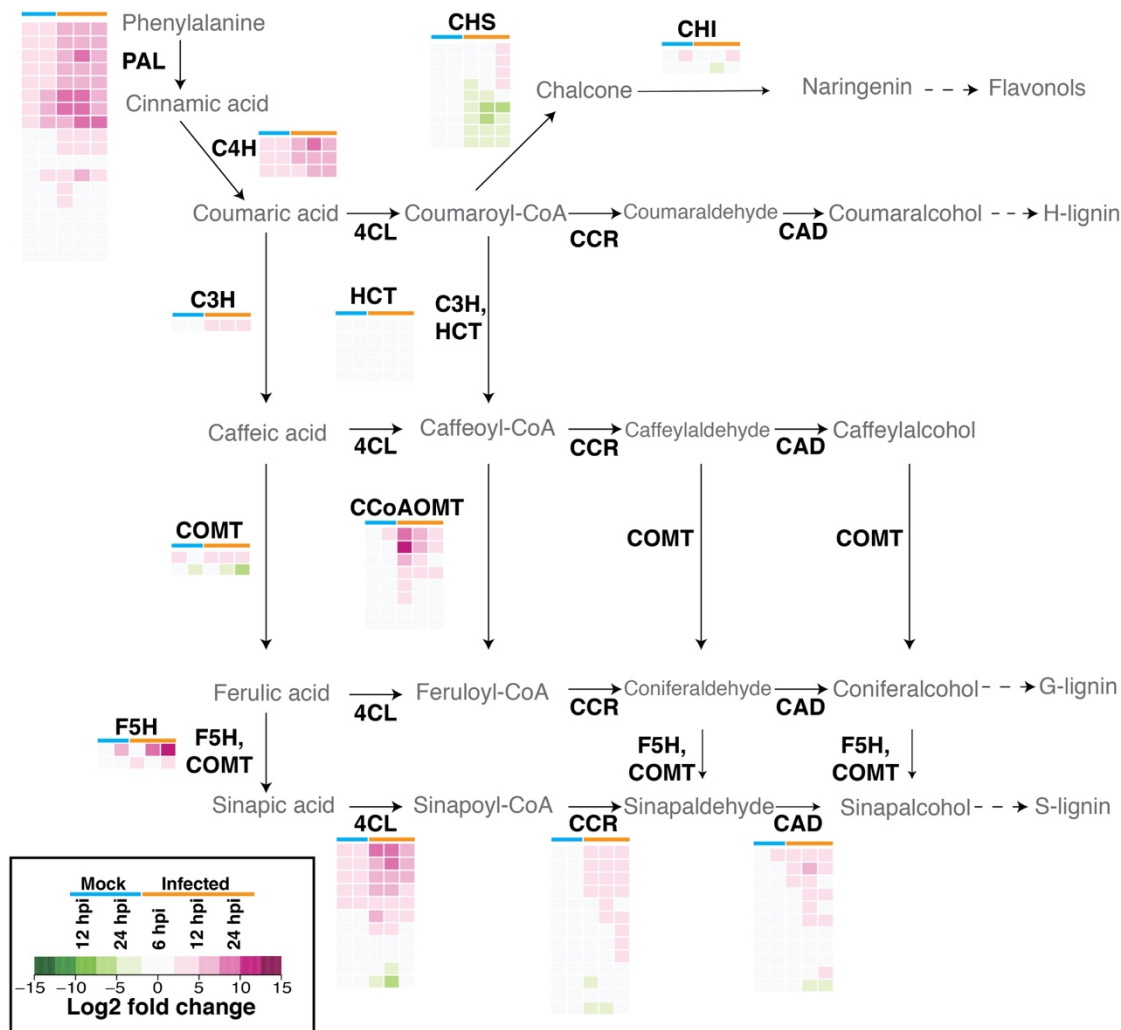 Phenylalanine
PAL
Cinnamic acid
CHS
CHI
Chalcone
Naringenin
Flavonols
C4H
Coumaric acid
Coumaroyl-CoA
Coumaraldehyde
Coumaralcohol
H-lignin
4CL
CCR
CAD
C3H
HCT
C3H,
HCT
Caffeic acid
Caffeoyl-CoA
Caffeylaldehyde
Caffeylalcohol
4CL
CCR
CAD
COMT
CCoAOMT
COMT
COMT
Ferulic acid
Feruloyl-CoA
Coniferaldehyde
Coniferalcohol
G-lignin
4CL
CCR
CAD
F5H
F5H,
COMT
F5H,
COMT
F5H,
COMT
Sinapic acid
Sinapoyl-CoA
Sinapaldehyde
Sinapalcohol
S-lignin
4CL
CCR
CAD
Mock Infected
12 hpi
24 hpi
6 hpi
12 hpi
24 hpi
−15 −10 −5 0 5 10 15
Log2 fold change